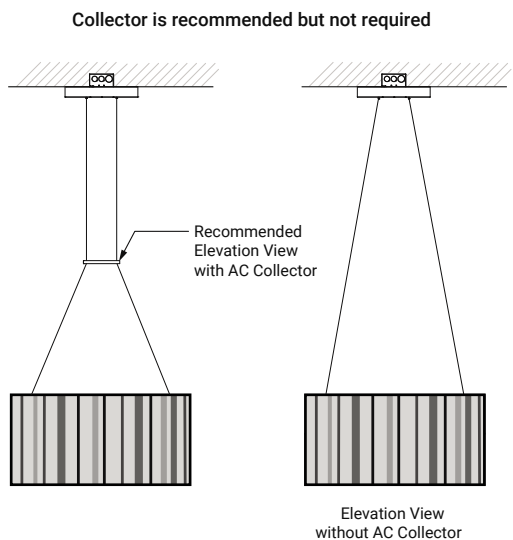 Collector is recommended but not required
Recommended
Elevation View
with AC Collector
Elevation View
without AC Collector